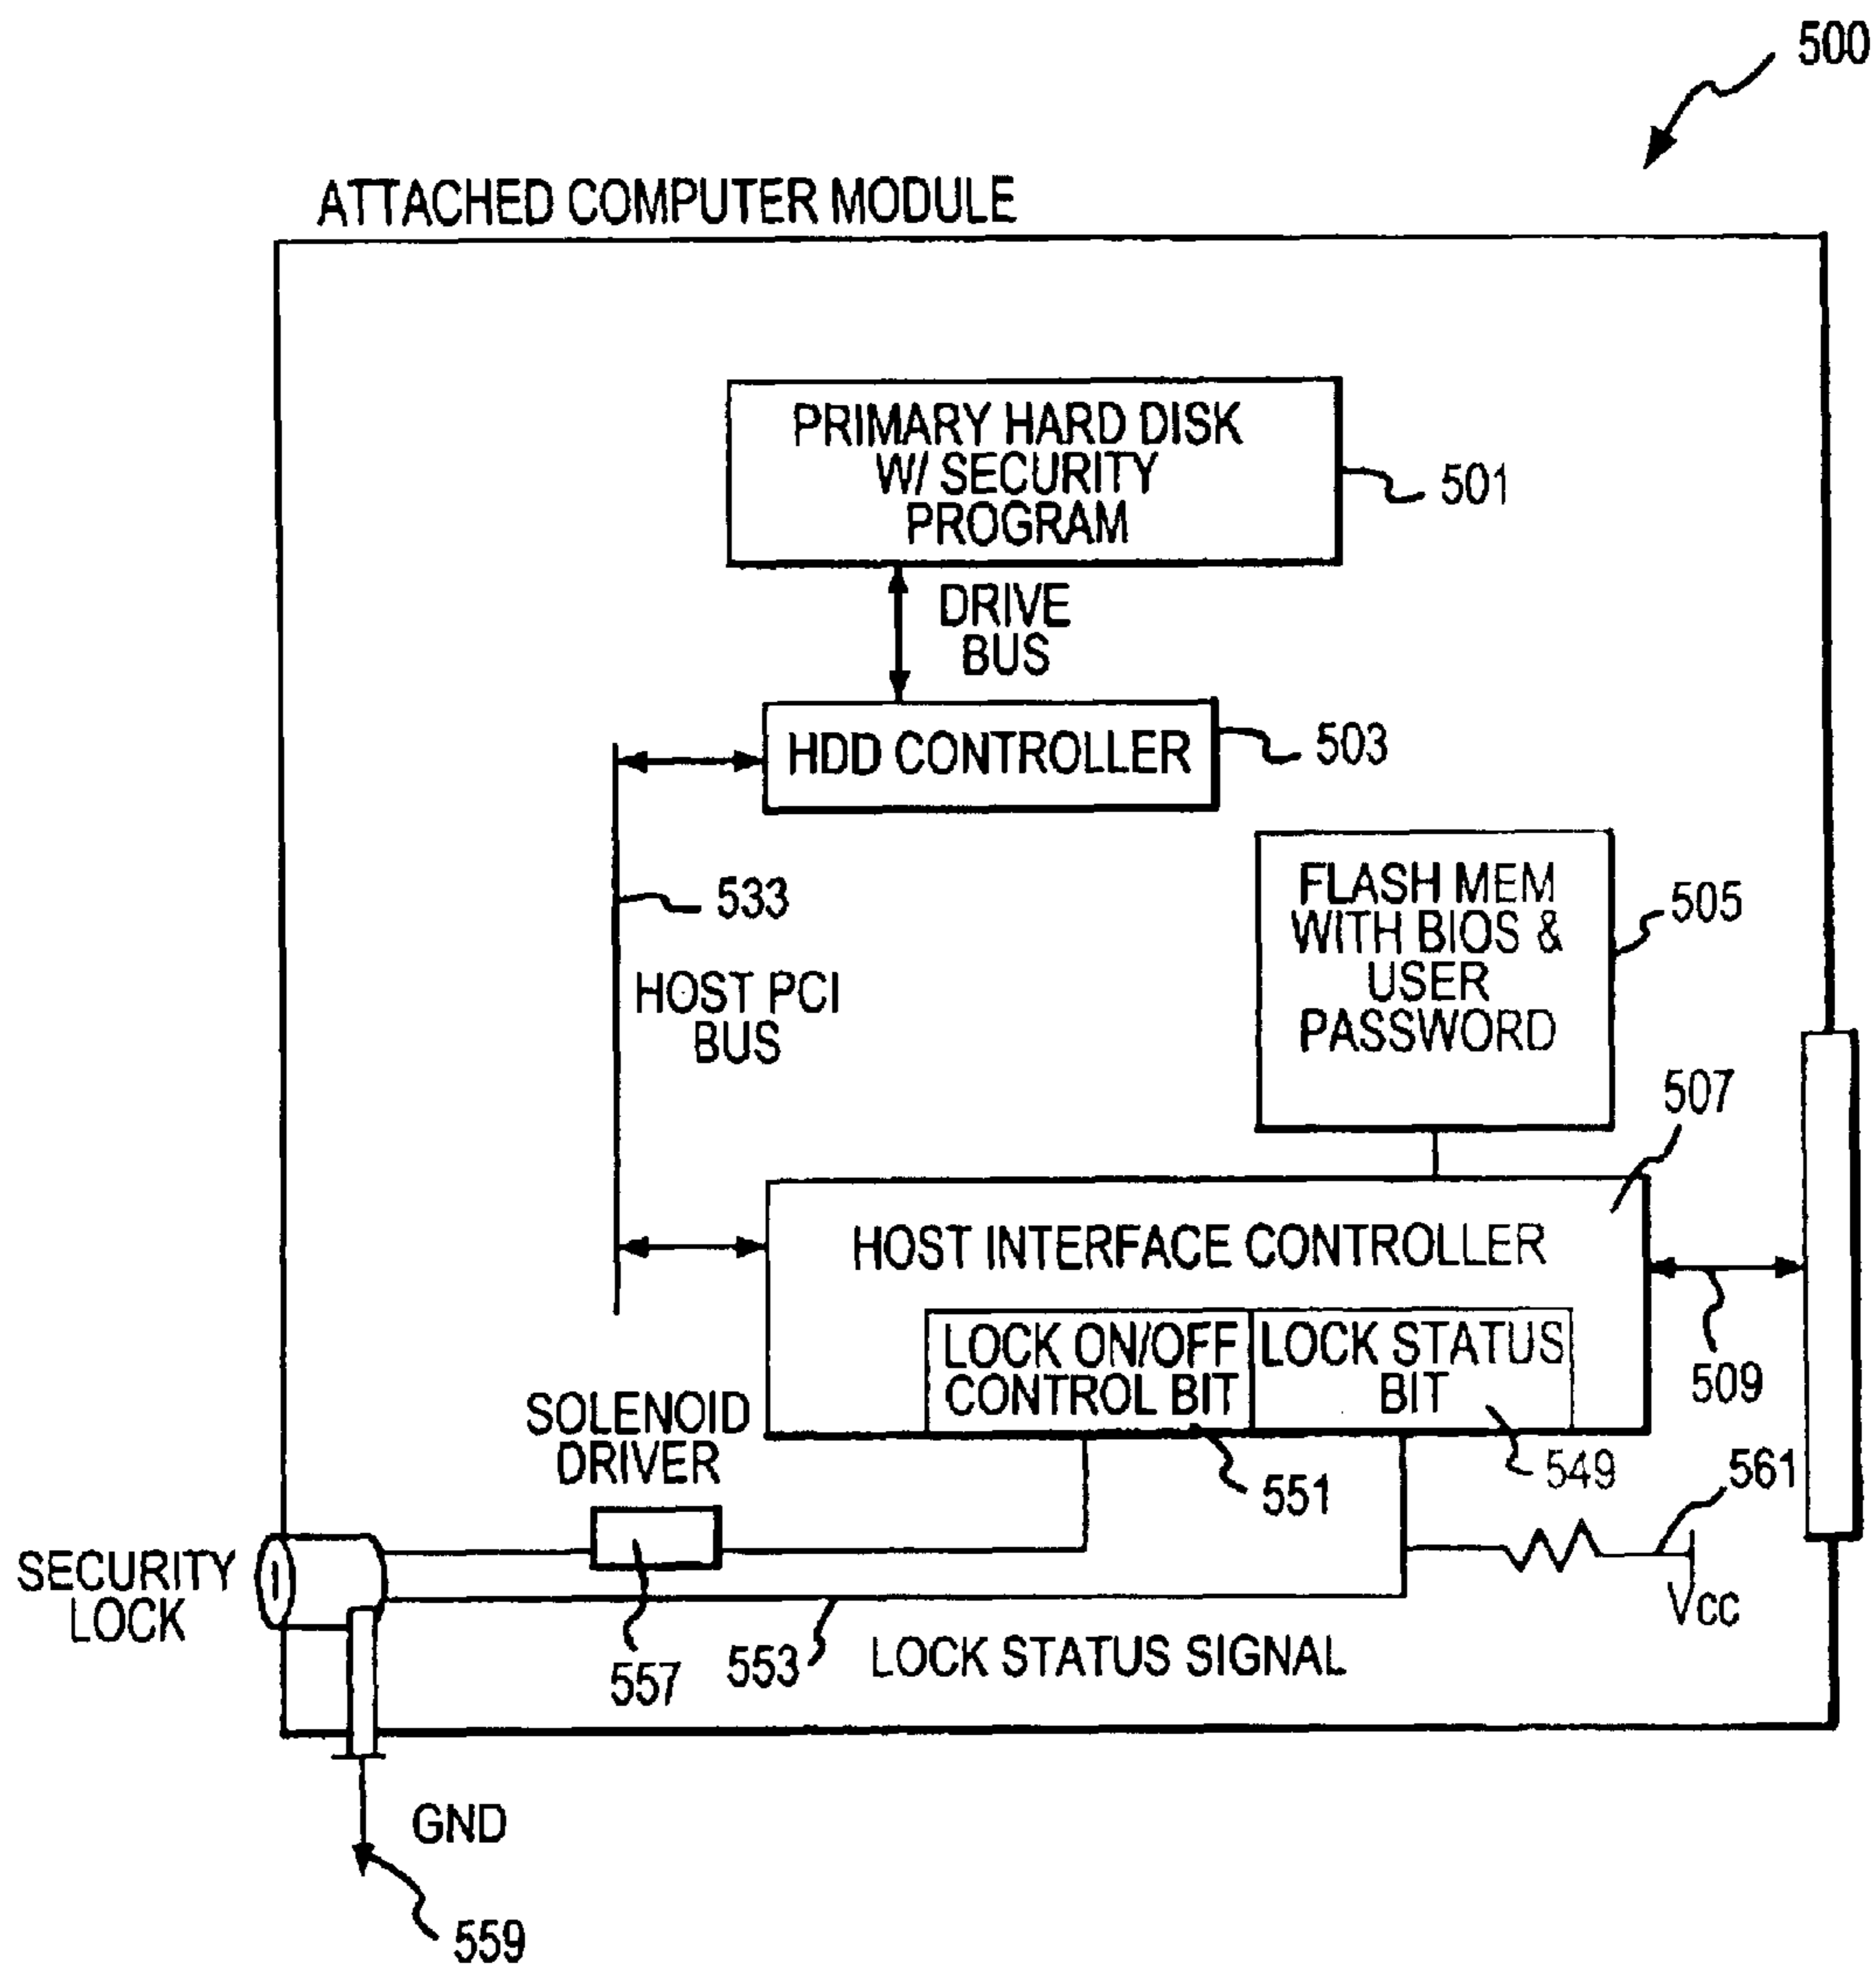 500
ATTACHED COMPUTER MODULE
PRIMARY HARD DISK
W/ SECURITY
PROGRAM
501
DRIVE
BUS
HDD CONTROLLER
503
533
HOST PCI
BUS
FLASH MEM
WITH BIOS &
USER
PASSWORD
505
507
HOST INTERFACE CONTROLLER
LOCK ON/OFF
CONTROL BIT
LOCK STATUS
BIT
509
SOLENOID
DRIVER
551
549
561
SECURITY
LOCK
VCC
557
553
LOCK STATUS SIGNAL
GND
559